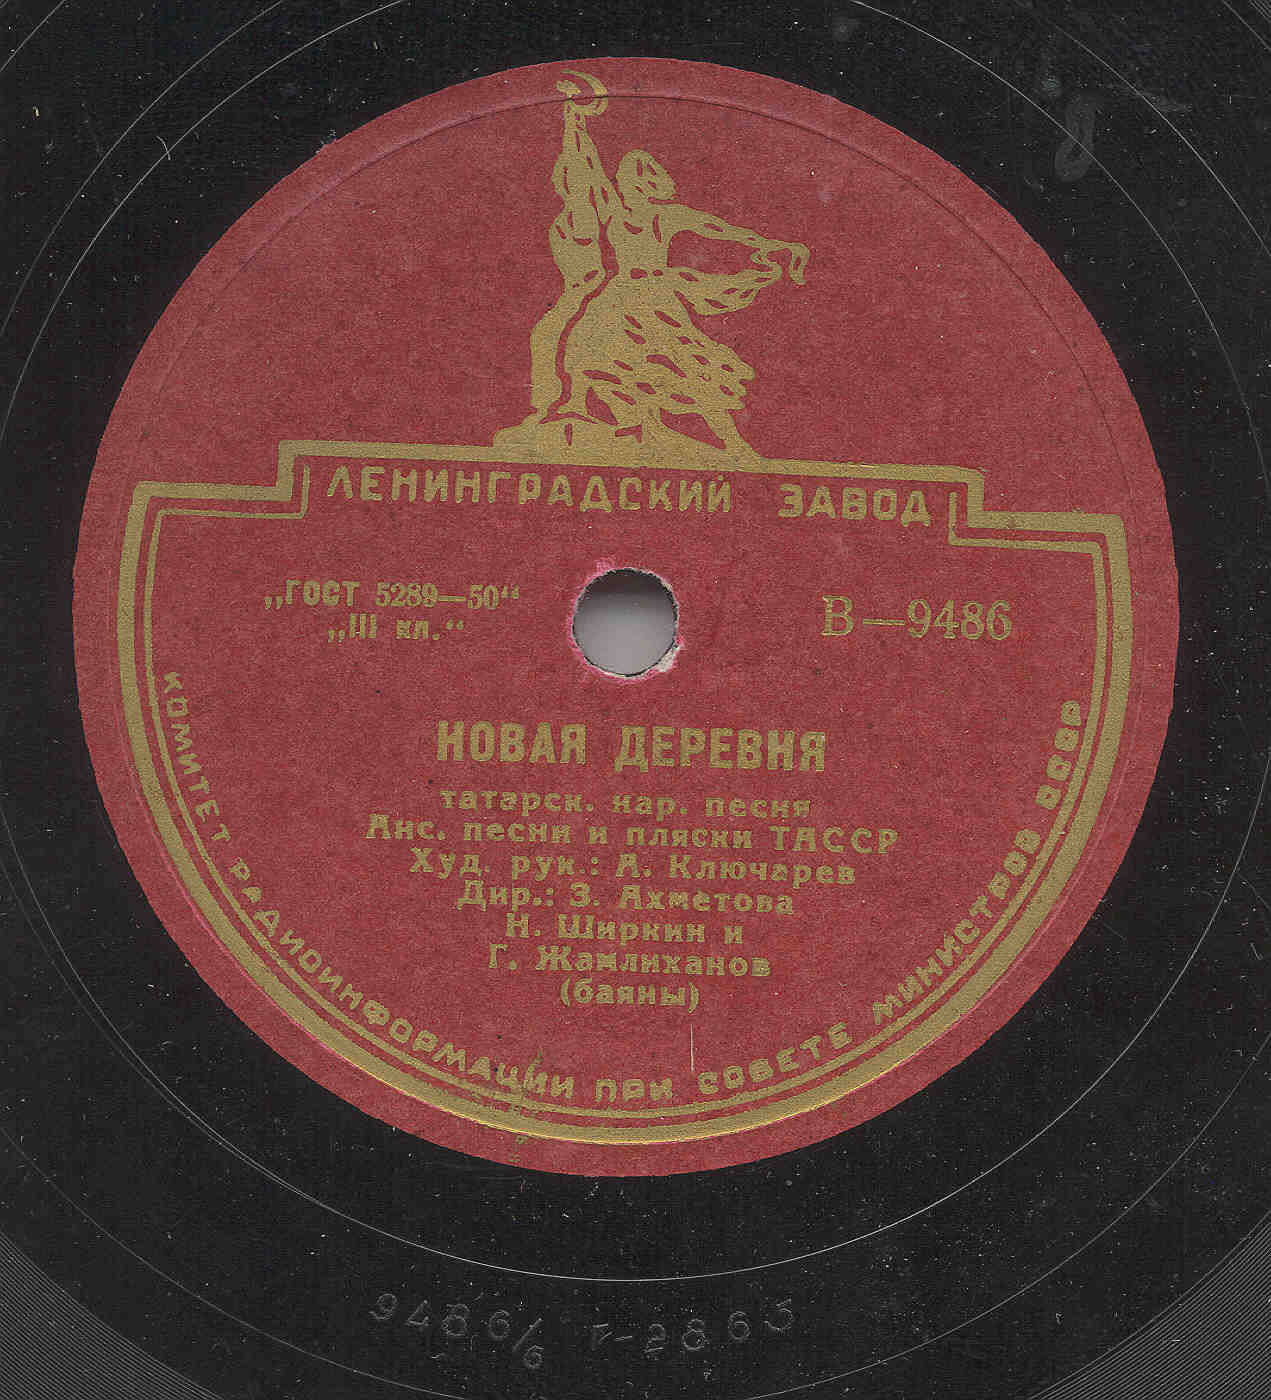 ЛЕНИНГРАДСКИЙ ЗАВОД
„ГОСТ 5289—50“
„III кл.“
В—9486
НОВАЯ ДЕРЕВНЯ
татарск. нар. песня
Анс. песни и пляски ТАССР
Худ. рук.: А. Ключарев
Дир.: З. Ахметова
Н. Ширкин и
Г. Жамлиханов
(баяны)
КОМИТЕТ РАДИОИНФОРМАЦИИ ПРИ СОВЕТЕ МИНИСТРОВ СССР
9486/6 т-2863